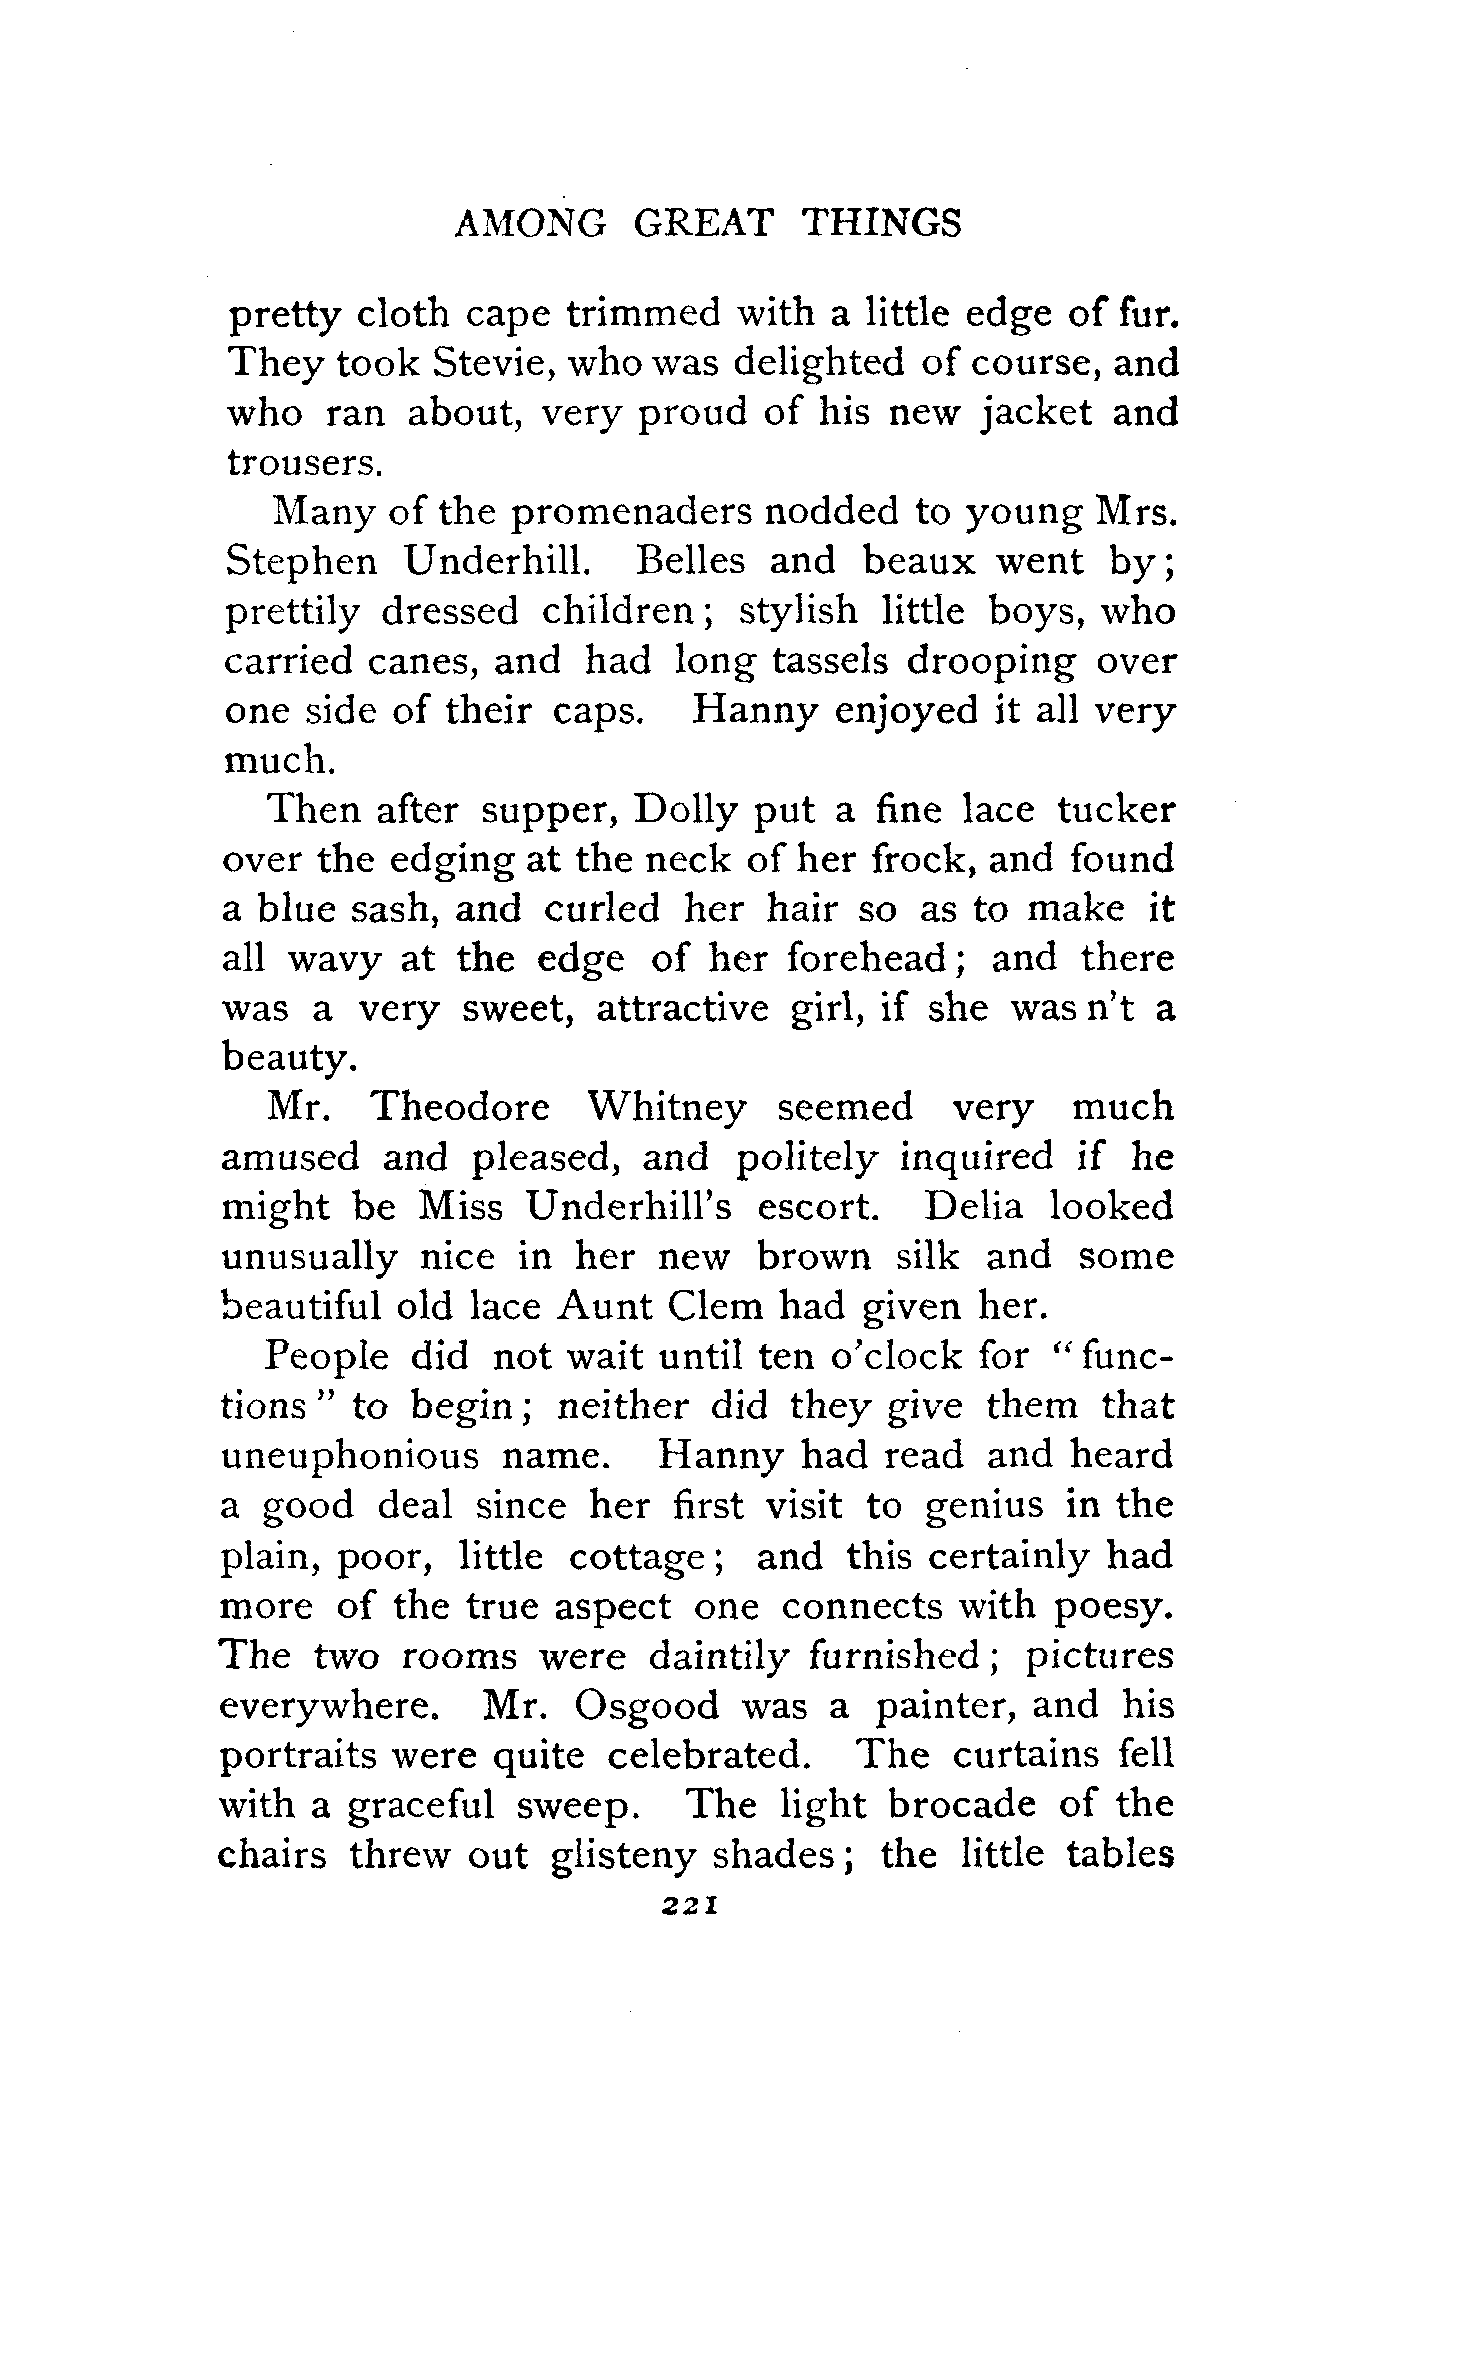 AMONG GREAT THINGS
pretty cloth cape trimmed with a little edge of fur.
They took Stevie, who was delighted of course, and
who ran about, very proud of his new jacket and
trousers.
Many of the promenaders nodded to young Mrs.
Stephen Underhill. Belles and beaux went by;
prettily dressed children; stylish little boys, who
carried canes, and had long tassels drooping over
one side of their caps. Hanny enjoyed it all very
much.
Then after supper, Dolly put a fine lace tucker
over the edging at the neck of her frock, and found
a blue sash, and curled her hair so as to make it
all wavy at the edge of her forehead; and there
was a very sweet, attractive girl, if she was n't a
beauty.
Mr. Theodore Whitney seemed very much
amused and pleased, and politely inquired if he
might be Miss Underhill's escort. Delia looked
unusually nice in her new brown silk and some
beautiful old lace Aunt Clem had given her.
People did not wait until ten o'clock for "func-
tions" to begin; neither did they give them that
uneuphonious name. Hanny had read and heard
a good deal since her first visit to genius in the
plain, poor, little cottage; and this certainly had
more of the true aspect one connects with poesy.
The two rooms were daintily furnished; pictures
everywhere. Mr. Osgood was a painter, and his
portraits were quite celebrated. The curtains fell
with a graceful sweep. The light brocade of the
chairs threw out glisteny shades; the little tables
221